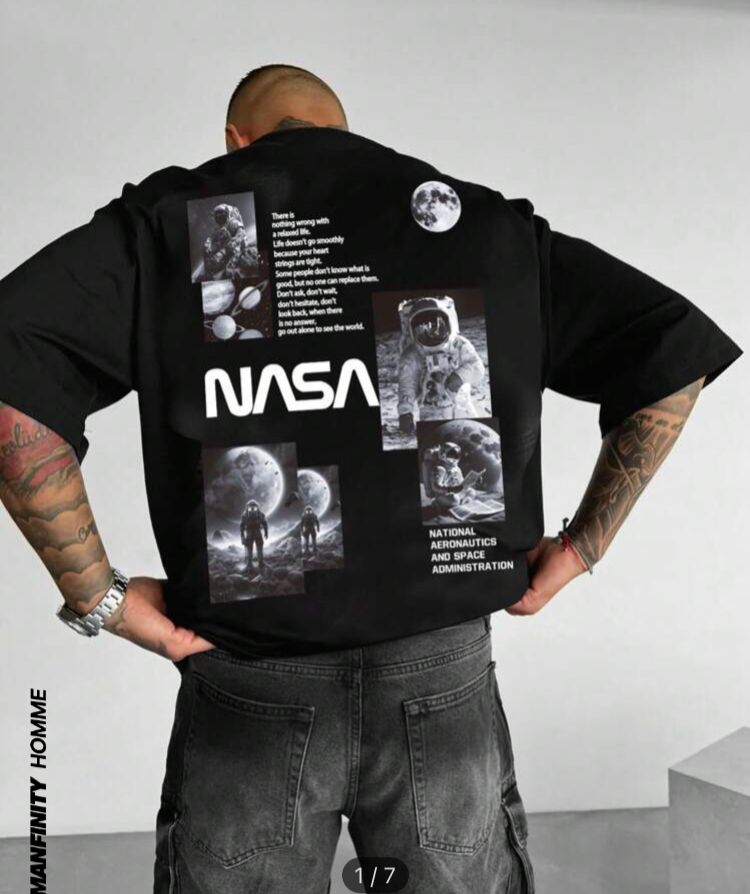 There is
nothing wrong with
a relaxed life.
Life doesn't go smoothly
because your heart
strings are tight.
Some people don't know what is
good, but no one can replace them.
Don't ask, don't wait,
don't hesitate, don't
look back, when there
is no answer,
go out alone to see the world.
NASA
NATIONAL
AERONAUTICS
AND SPACE
ADMINISTRATION
MANFINITY HOMME
1/7